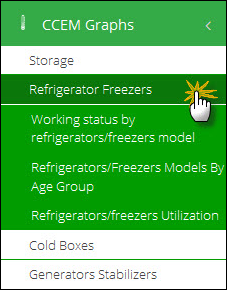 CCEM Graphs
Storage
Refrigerator Freezers
Working status by
refrigerators/freezers model
Refrigerators/Freezers Models By
Age Group
Refrigerators/freezers Utilization
Cold Boxes
Generators Stabilizers